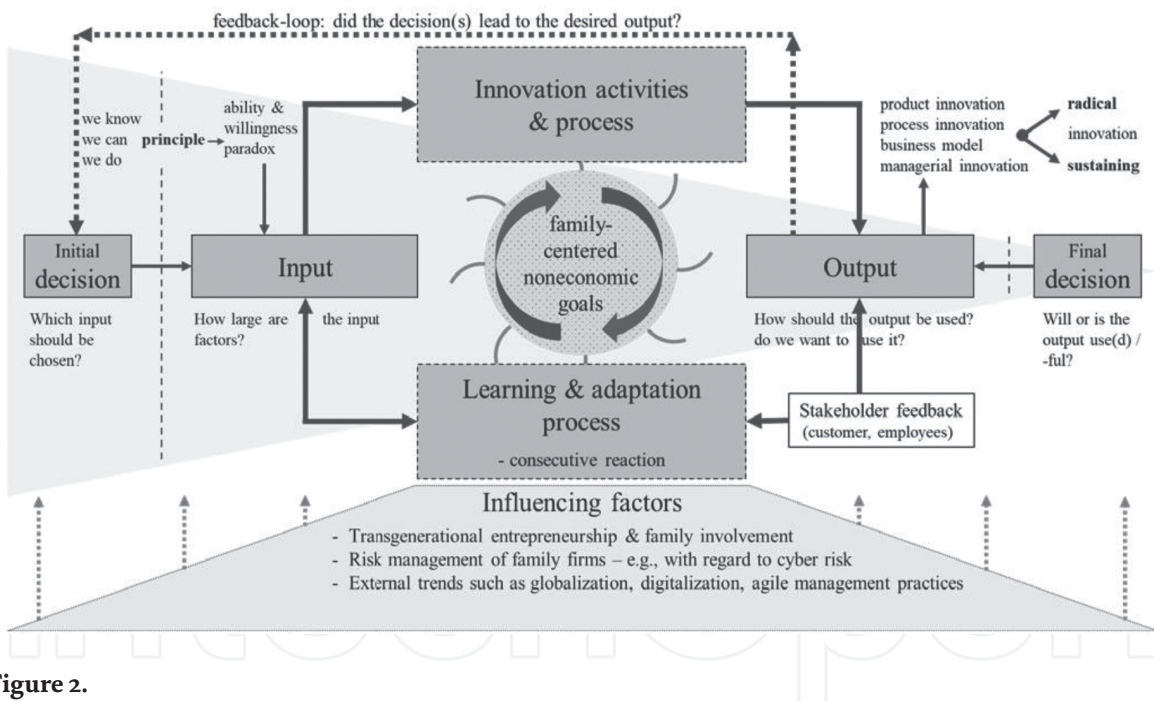 feedback-loop: did the decision(s) lead to the desired output?
we know
we can
we do
principle
ability &
willingness
paradox
Innovation activities
& process
product innovation
process innovation
business model
managerial innovation
radical
innovation
sustaining
Initial
decision
Input
family-
centered
noneconomic
goals
Output
Final
decision
Which input
should be
chosen?
How large are the input
factors?
How should the output be used?
do we want to use it?
Will or is the
output use(d) /
-ful?
Learning & adaptation
process
- consecutive reaction
Stakeholder feedback
(customer, employees)
Influencing factors
- Transgenerational entrepreneurship & family involvement
- Risk management of family firms – e.g., with regard to cyber risk
- External trends such as globalization, digitalization, agile management practices
igure 2.